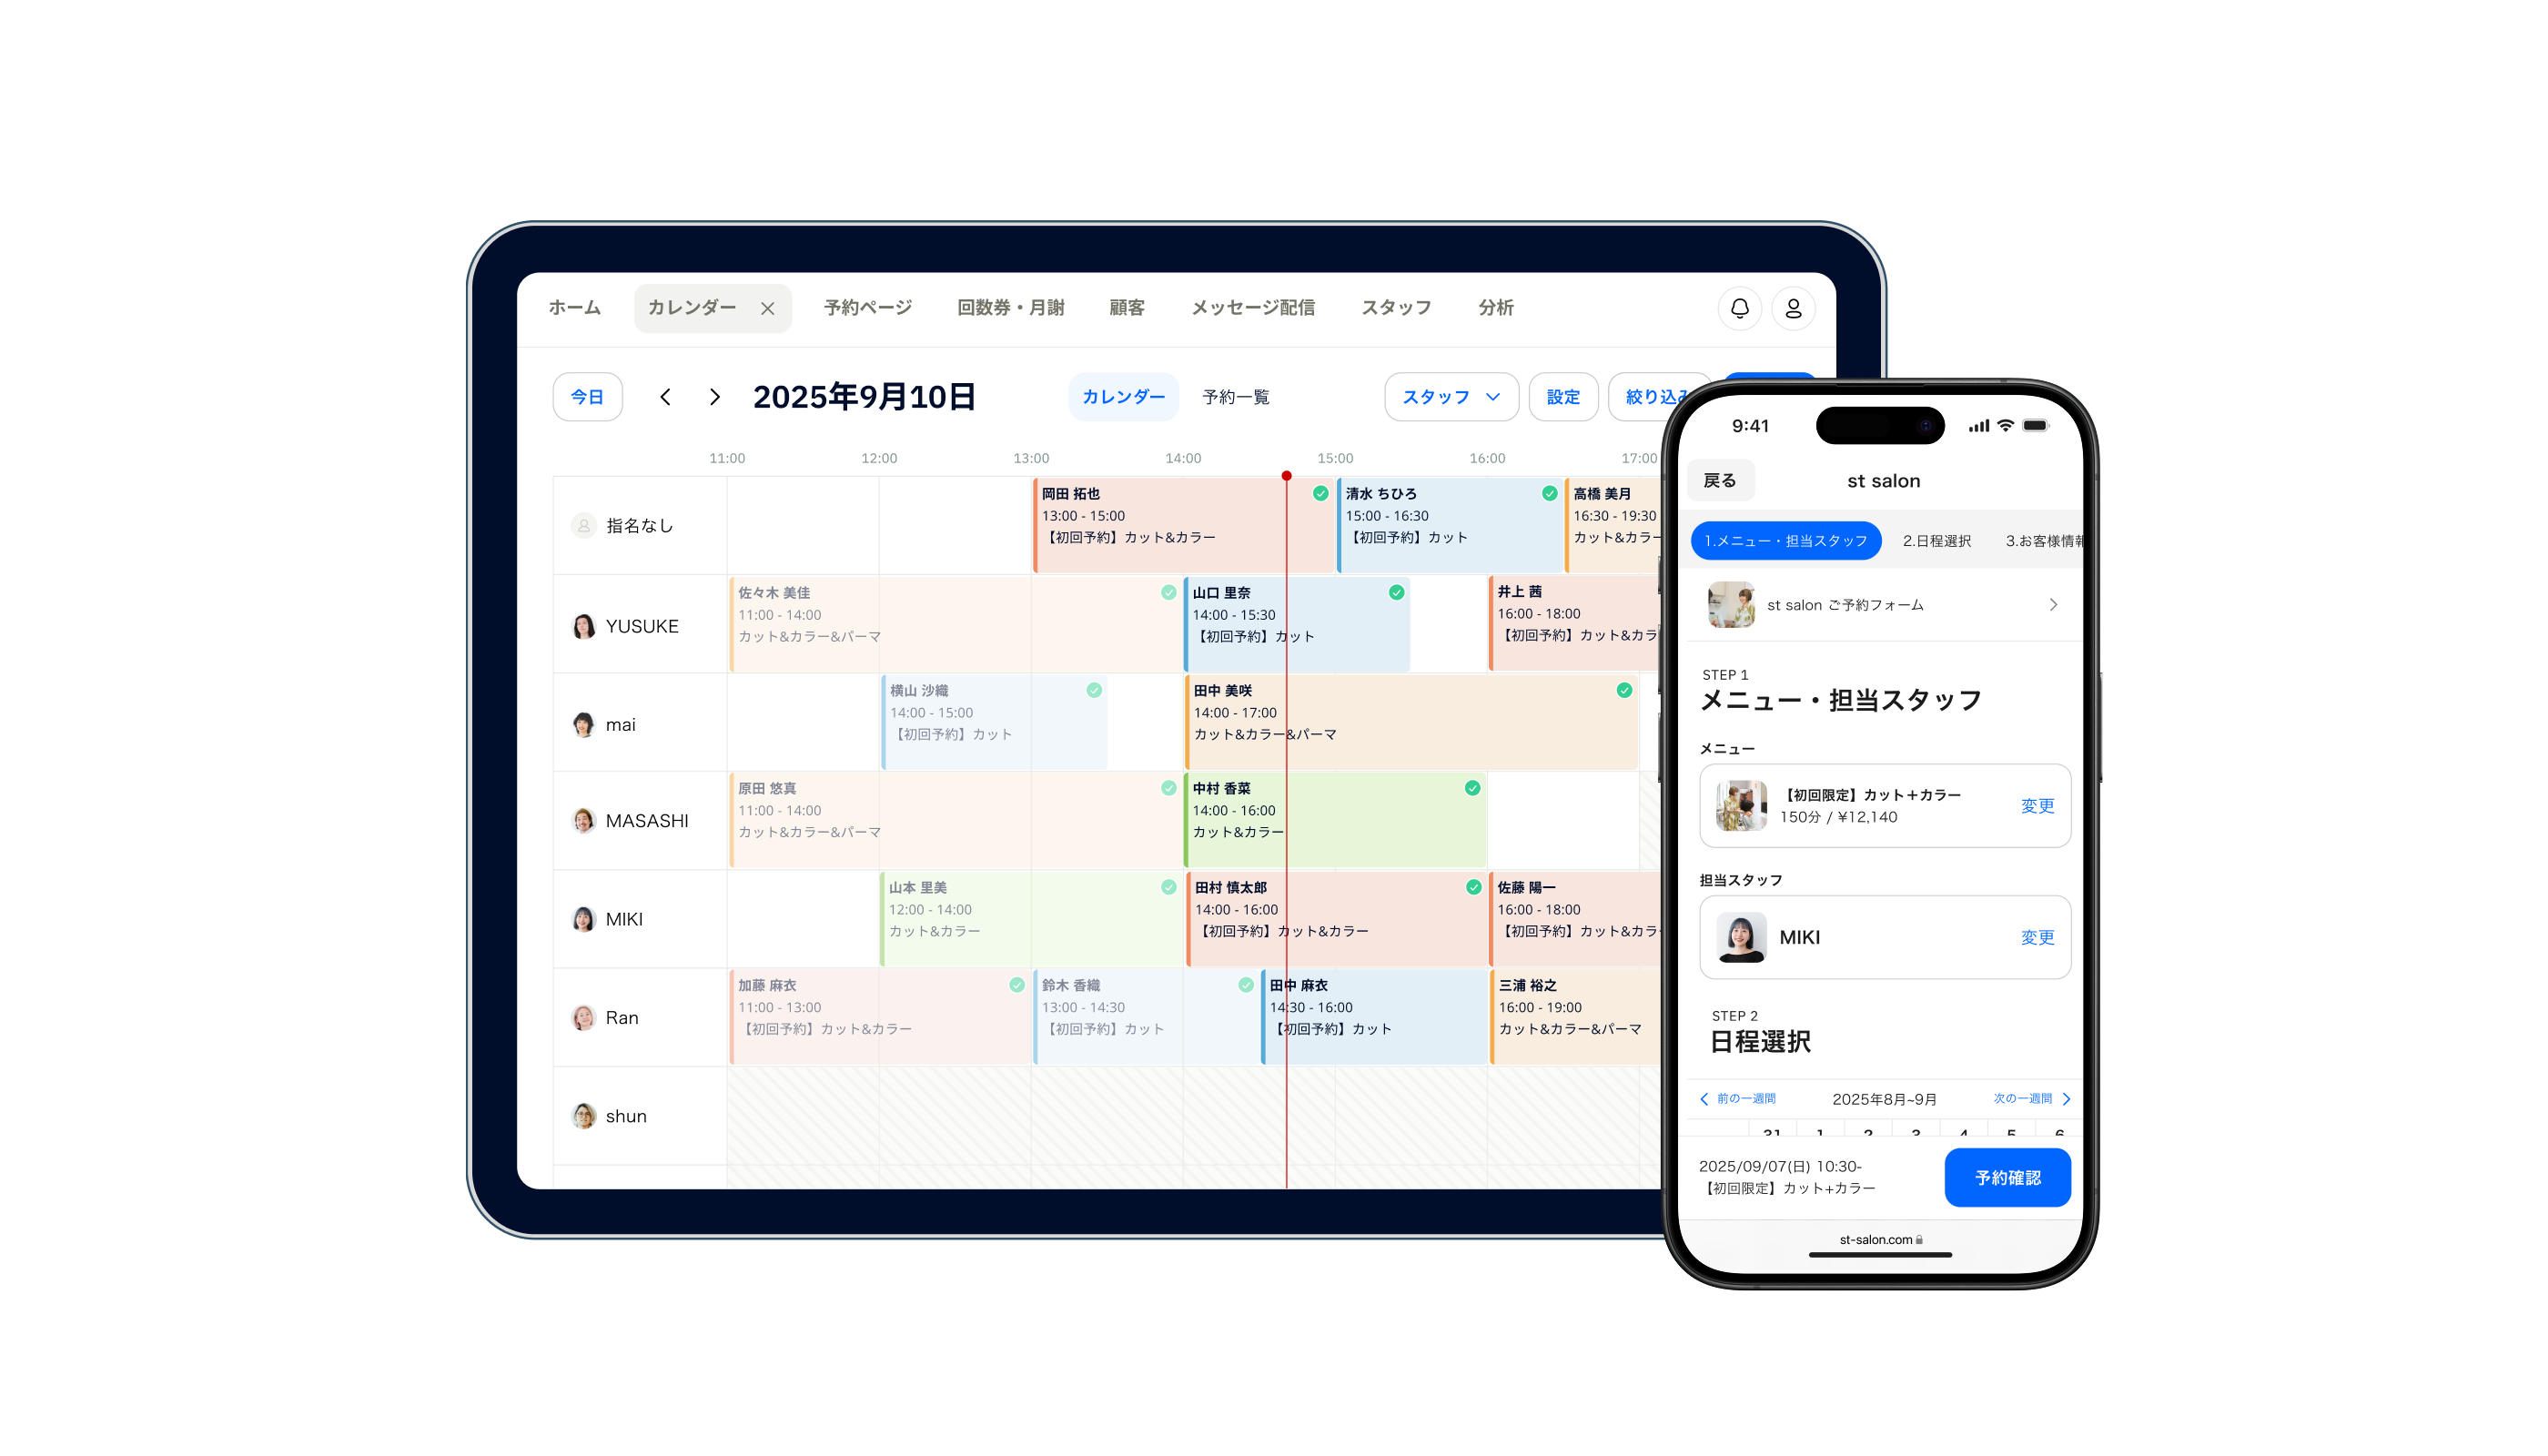 ホーム
カレンダー
予約ページ
回数券・月謝
顧客
メッセージ配信
スタッフ
分析
今日
2025年9月10日
カレンダー
予約一覧
スタッフ
設定
絞り込み
11:00
12:00
13:00
14:00
15:00
16:00
17:00
指名なし
岡田 拓也
13:00 - 15:00
【初回予約】カット&カラー
清水 ちひろ
15:00 - 16:30
【初回予約】カット
高橋 美月
16:30 - 19:30
カット&カラー
YUSUKE
佐々木 美佳
11:00 - 14:00
カット&カラー&パーマ
山口 里奈
14:00 - 15:30
【初回予約】カット
井上 茜
16:00 - 18:00
【初回予約】カット&カラ
mai
横山 沙織
14:00 - 15:00
【初回予約】カット
田中 美咲
14:00 - 17:00
カット&カラー&パーマ
MASASHI
原田 悠真
11:00 - 14:00
カット&カラー&パーマ
中村 香菜
14:00 - 16:00
カット&カラー
MIKI
山本 里美
12:00 - 14:00
カット&カラー
田村 慎太郎
14:00 - 16:00
【初回予約】カット&カラー
佐藤 陽一
16:00 - 18:00
【初回予約】カット&カラ
Ran
加藤 麻衣
11:00 - 13:00
【初回予約】カット&カラー
鈴木 香織
13:00 - 14:30
【初回予約】カット
田中 麻衣
14:30 - 16:00
【初回予約】カット
三浦 裕之
16:00 - 19:00
カット&カラー&パーマ
shun
9:41
戻る
st salon
1.メニュー・担当スタッフ
2.日程選択
3.お客様情報
st salon ご予約フォーム
STEP 1
メニュー・担当スタッフ
メニュー
【初回限定】カット＋カラー
150分 / ¥12,140
変更
担当スタッフ
MIKI
変更
STEP 2
日程選択
前の一週間
2025年8月~9月
次の一週間
31 1 2 3 4 5 6
2025/09/07(日) 10:30-
【初回限定】カット+カラー
予約確認
st-salon.com